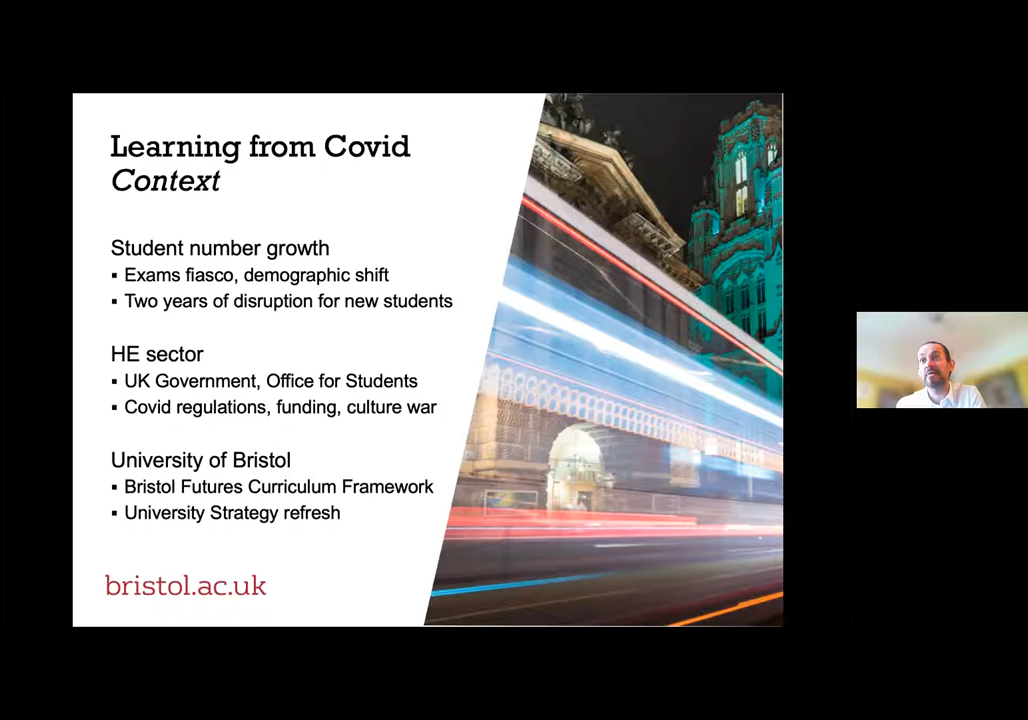 Learning from Covid
Context
Student number growth
▪ Exams fiasco, demographic shift
▪ Two years of disruption for new students
HE sector
▪ UK Government, Office for Students
▪ Covid regulations, funding, culture war
University of Bristol
▪ Bristol Futures Curriculum Framework
▪ University Strategy refresh
bristol.ac.uk